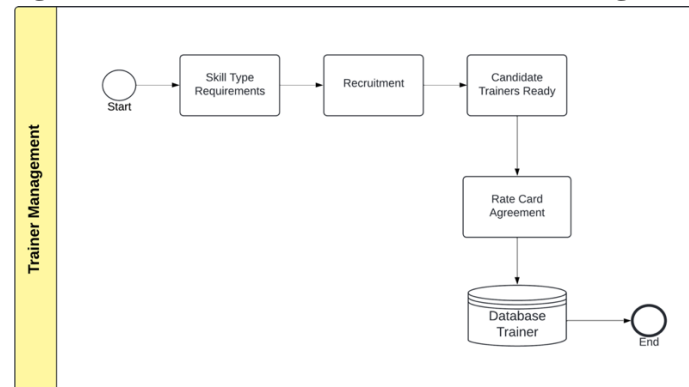 Trainer Management
Skill Type
Requirements
Recruitment
Candidate
Trainers Ready
Start
Rate Card
Agreement
Database
Trainer
End